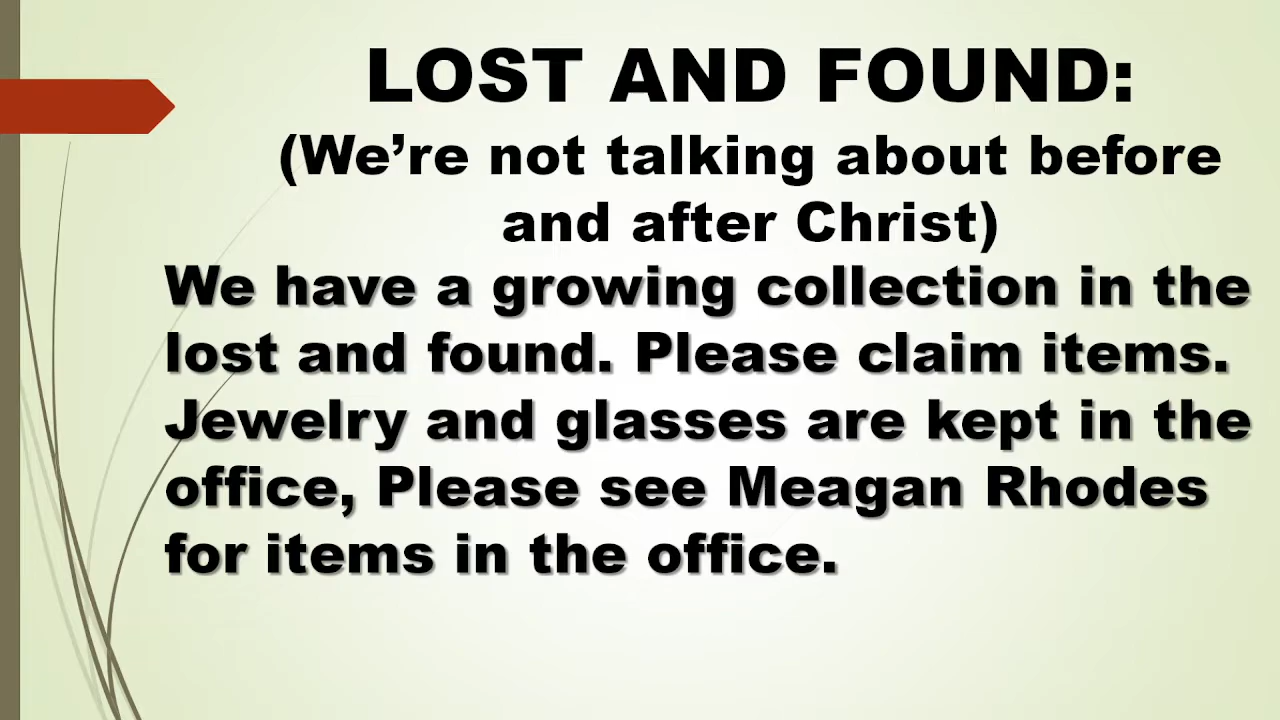 LOST AND FOUND:
(We’re not talking about before
and after Christ)
We have a growing collection in the
lost and found. Please claim items.
Jewelry and glasses are kept in the
office, Please see Meagan Rhodes
for items in the office.